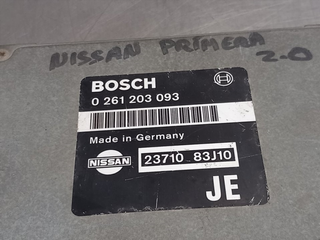 NISSAN PRIMERA
2.0
BOSCH
0 261 203 093
Made in Germany
NISSAN 23710 83J10
JE